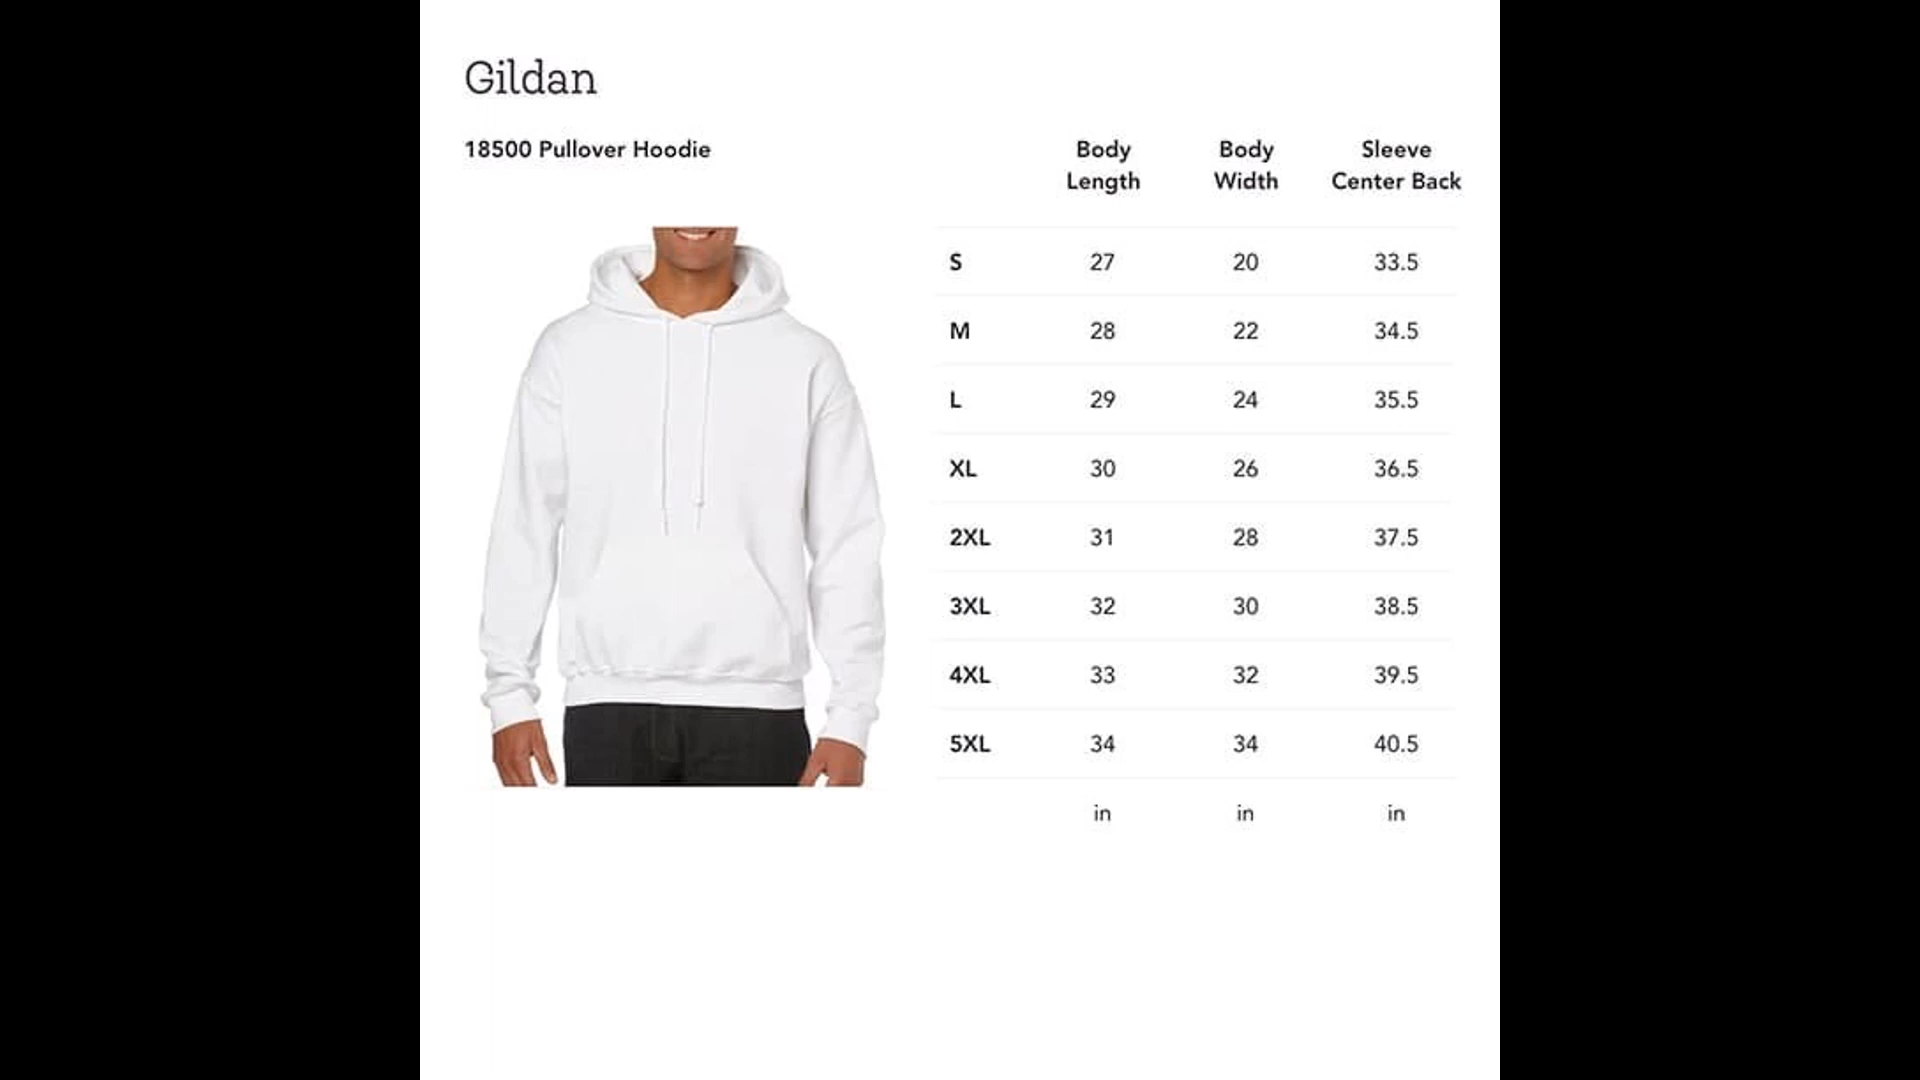 Gildan
18500 Pullover Hoodie
Body Length
Body Width
Sleeve Center Back
S 27 20 33.5
M 28 22 34.5
L 29 24 35.5
XL 30 26 36.5
2XL 31 28 37.5
3XL 32 30 38.5
4XL 33 32 39.5
5XL 34 34 40.5
in in in